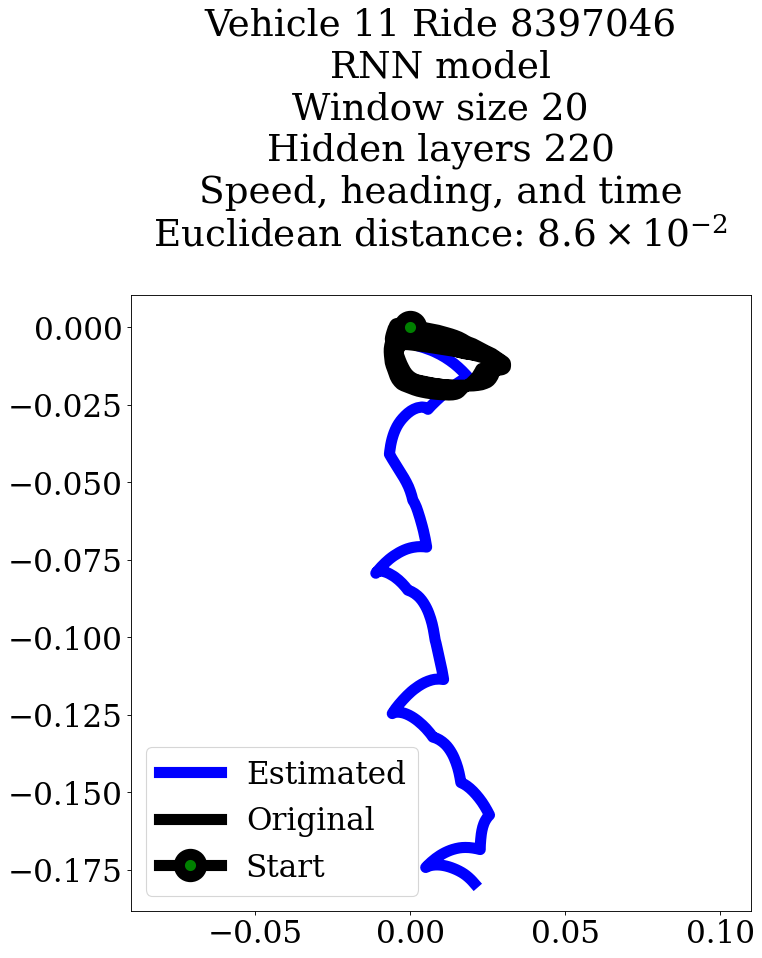 Vehicle 11 Ride 8397046
RNN model
Window size 20
Hidden layers 220
Speed, heading, and time
Euclidean distance: 8.6 × 10⁻²
0.000
−0.025
−0.050
−0.075
−0.100
−0.125
−0.150
−0.175
Estimated
Original
Start
−0.05 0.00 0.05 0.10